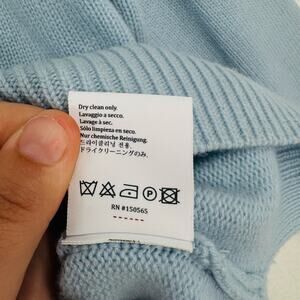 Dry clean only.
Lavaggio a secco.
Lavage à sec.
Sólo limpieza en seco.
Nur chemische Reinigung.
드라이클리닝 전용.
ドライクリーニングのみ.
P
RN #150565